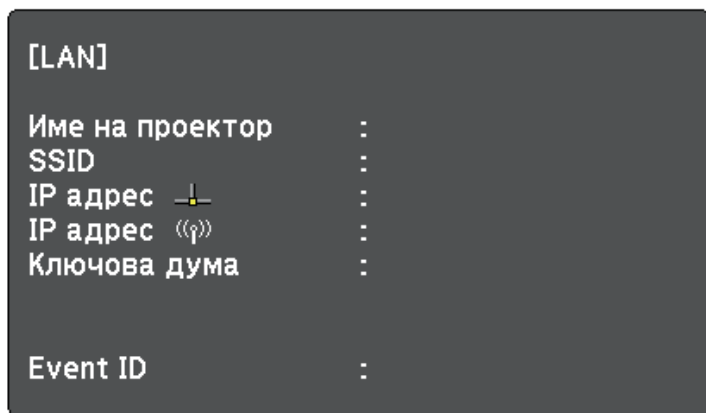 [LAN]
Име на проектор :
SSID :
IP адрес :
IP адрес :
Ключова дума :
Event ID :